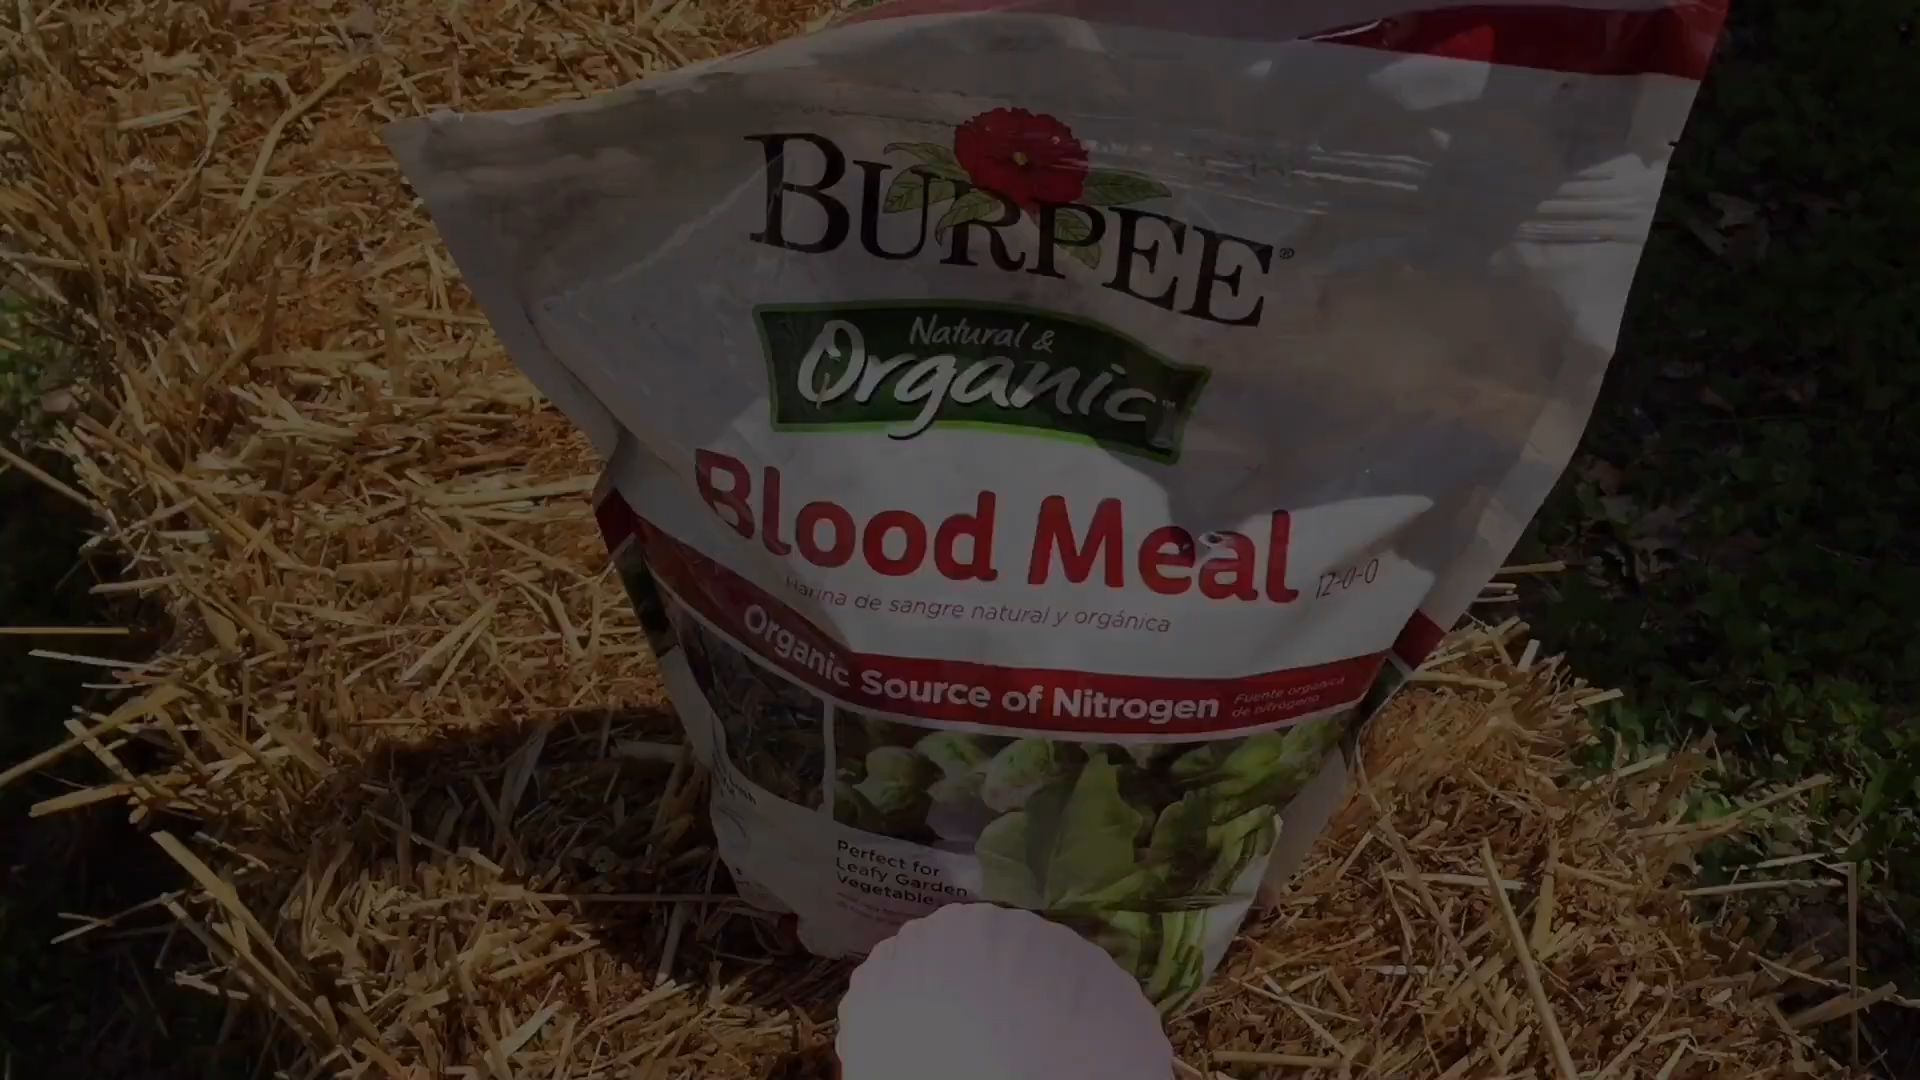 BURPEE®
Natural &
Organic™
Blood Meal 12-0-0
Harina de sangre natural y orgánica
Organic Source of Nitrogen
Fuente orgánica
de nitrógeno
Perfect for
Leafy Garden
Vegetable